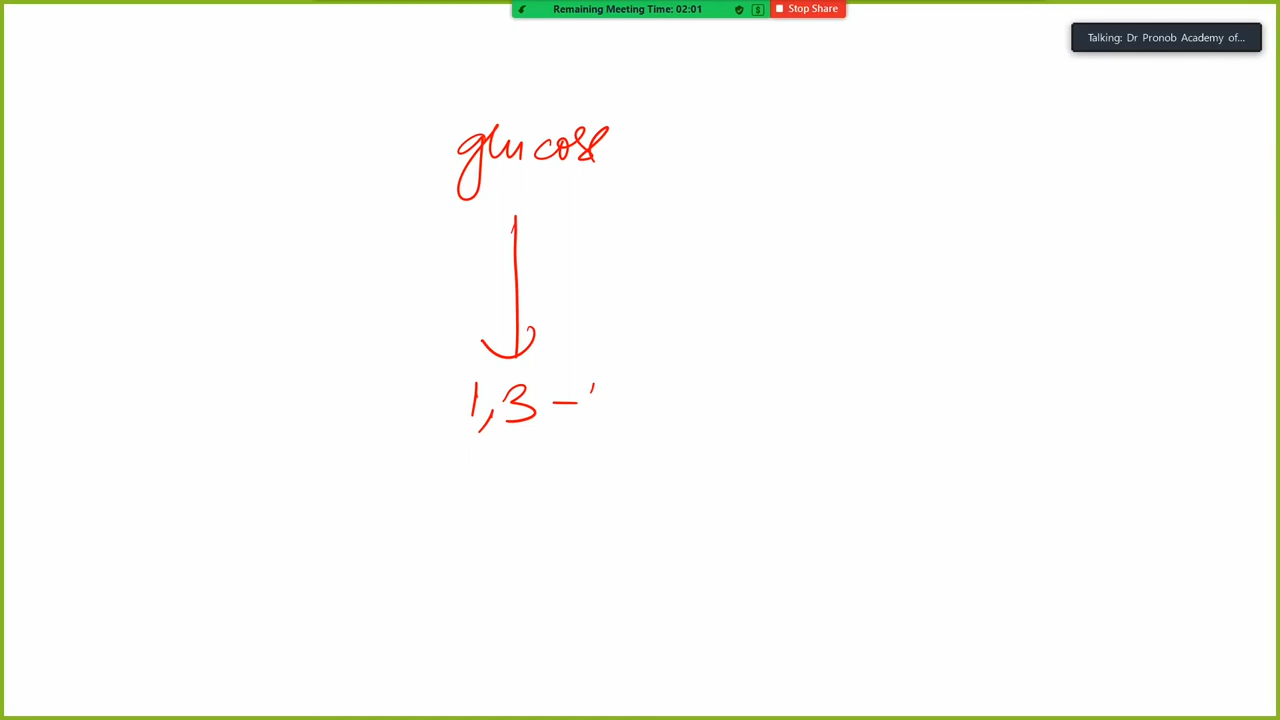 Remaining Meeting Time: 02:01
Stop Share
Talking: Dr Pronob Academy of...
glucose
1,3 -